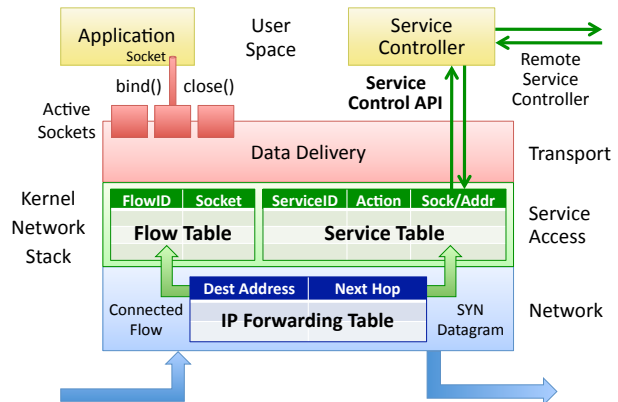 Application
Socket
User
Space
Service
Controller
bind()
close()
Service
Control API
Remote
Service
Controller
Active
Sockets
Data Delivery
Transport
Kernel
Network
Stack
FlowID
Socket
Flow Table
ServiceID
Action
Sock/Addr
Service Table
Service
Access
Dest Address
Next Hop
IP Forwarding Table
Connected
Flow
SYN
Datagram
Network